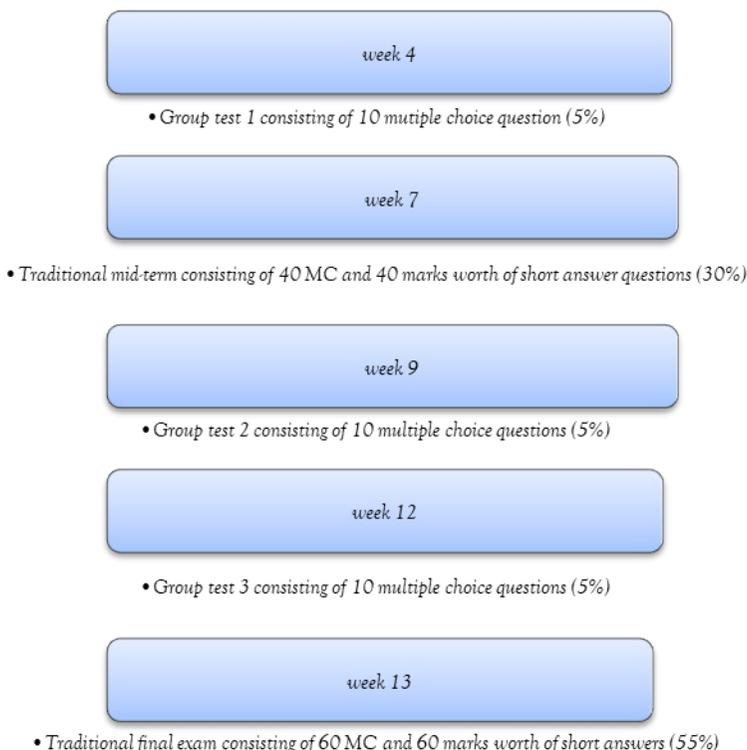 week 4
• Group test 1 consisting of 10 mutiple choice question (5%)
week 7
• Traditional mid-term consisting of 40 MC and 40 marks worth of short answer questions (30%)
week 9
• Group test 2 consisting of 10 multiple choice questions (5%)
week 12
• Group test 3 consisting of 10 multiple choice questions (5%)
week 13
• Traditional final exam consisting of 60 MC and 60 marks worth of short answers (55%)